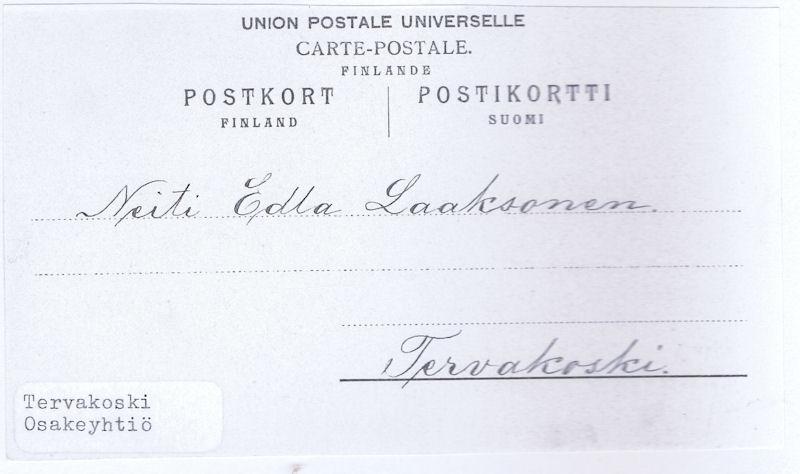 UNION POSTALE UNIVERSELLE
CARTE-POSTALE.
FINLANDE
POSTKORT POSTIKORTTI
FINLAND SUOMI
Neiti Edla Laaksonen.
Tervakoski.
Tervakoski
Osakeyhtiö